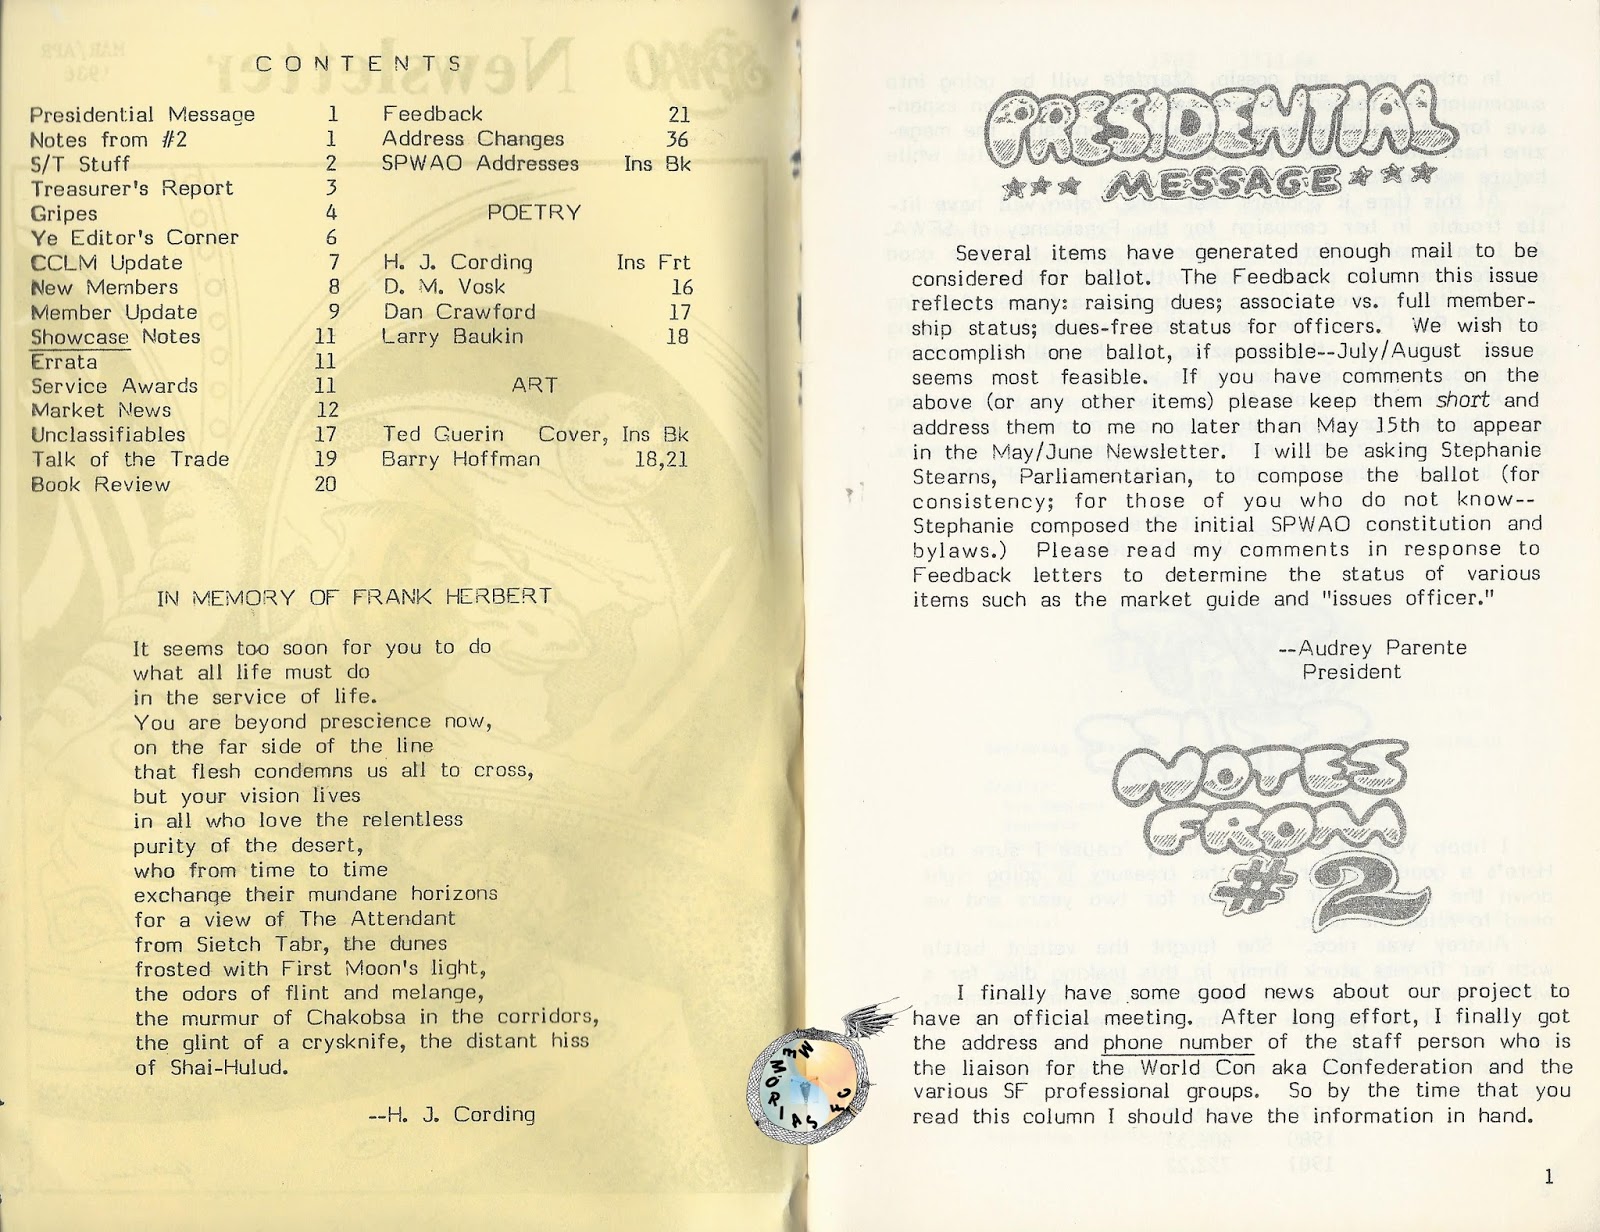 CONTENTS
Presidential Message 1
Notes from #2 1
S/T Stuff 2
Treasurer's Report 3
Gripes 4
Ye Editor's Corner 6
CCLM Update 7
New Members 8
Member Update 9
Showcase Notes 11
Errata 11
Service Awards 11
Market News 12
Unclassifiables 17
Talk of the Trade 19
Book Review 20
Feedback 21
Address Changes 36
SPWAO Addresses Ins Bk
POETRY
H. J. Cording Ins Frt
D. M. Vosk 16
Dan Crawford 17
Larry Baukin 18
ART
Ted Guerin Cover, Ins Bk
Barry Hoffman 18,21
IN MEMORY OF FRANK HERBERT
It seems too soon for you to do
what all life must do
in the service of life.
You are beyond prescience now,
on the far side of the line
that flesh condemns us all to cross,
but your vision lives
in all who love the relentless
purity of the desert,
who from time to time
exchange their mundane horizons
for a view of The Attendant
from Sietch Tabr, the dunes
frosted with First Moon's light,
the odors of flint and melange,
the murmur of Chakobsa in the corridors,
the glint of a crysknife, the distant hiss
of Shai-Hulud.
--H. J. Cording
PRESIDENTIAL
*** MESSAGE ***
Several items have generated enough mail to be
considered for ballot. The Feedback column this issue
reflects many: raising dues; associate vs. full member-
ship status; dues-free status for officers. We wish to
accomplish one ballot, if possible--July/August issue
seems most feasible. If you have comments on the
above (or any other items) please keep them short and
address them to me no later than May 15th to appear
in the May/June Newsletter. I will be asking Stephanie
Stearns, Parliamentarian, to compose the ballot (for
consistency; for those of you who do not know--
Stephanie composed the initial SPWAO constitution and
bylaws.) Please read my comments in response to
Feedback letters to determine the status of various
items such as the market guide and "issues officer."
--Audrey Parente
President
NOTES
FROM
#2
I finally have some good news about our project to
have an official meeting. After long effort, I finally got
the address and phone number of the staff person who is
the liaison for the World Con aka Confederation and the
various SF professional groups. So by the time that you
read this column I should have the information in hand.
1
MEMORIAS